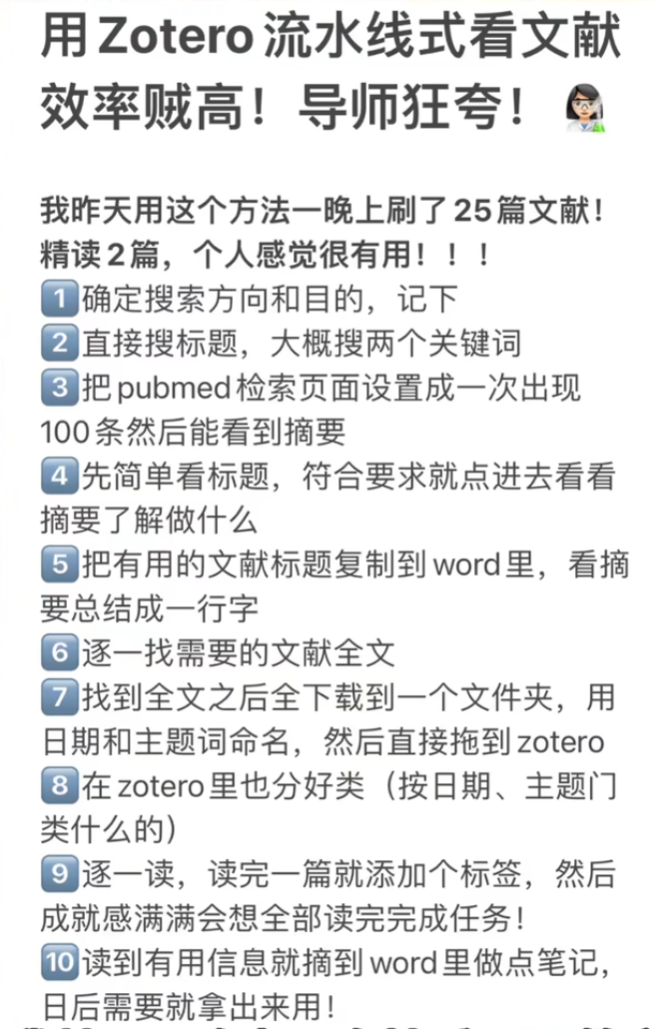 用Zotero流水线式看文献
效率贼高！导师狂夸！👩🏻‍🔬
我昨天用这个方法一晚上刷了25篇文献！
精读2篇，个人感觉很有用！！！
1️⃣确定搜索方向和目的，记下
2️⃣直接搜标题，大概搜两个关键词
3️⃣把pubmed检索页面设置成一次出现
100条然后能看到摘要
4️⃣先简单看标题，符合要求就点进去看看
摘要了解做什么
5️⃣把有用的文献标题复制到word里，看摘
要总结成一行字
6️⃣逐一找需要的文献全文
7️⃣找到全文之后全下载到一个文件夹，用
日期和主题词命名，然后直接拖到zotero
8️⃣在zotero里也分好类（按日期、主题门
类什么的）
9️⃣逐一读，读完一篇就添加个标签，然后
成就感满满会想全部读完完成任务！
🔟读到有用信息就摘到word里做点笔记，
日后需要就拿出来用！